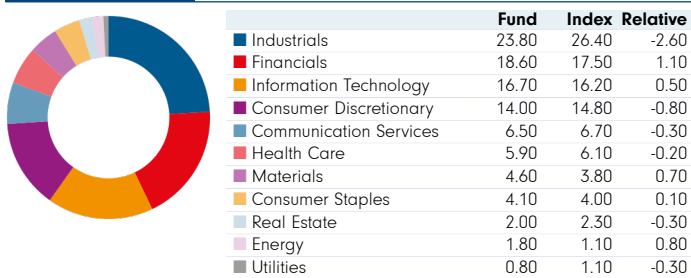 Fund Index Relative
Industrials 23.80 26.40 -2.60
Financials 18.60 17.50 1.10
Information Technology 16.70 16.20 0.50
Consumer Discretionary 14.00 14.80 -0.80
Communication Services 6.50 6.70 -0.30
Health Care 5.90 6.10 -0.20
Materials 4.60 3.80 0.70
Consumer Staples 4.10 4.00 0.10
Real Estate 2.00 2.30 -0.30
Energy 1.80 1.10 0.80
Utilities 0.80 1.10 -0.30